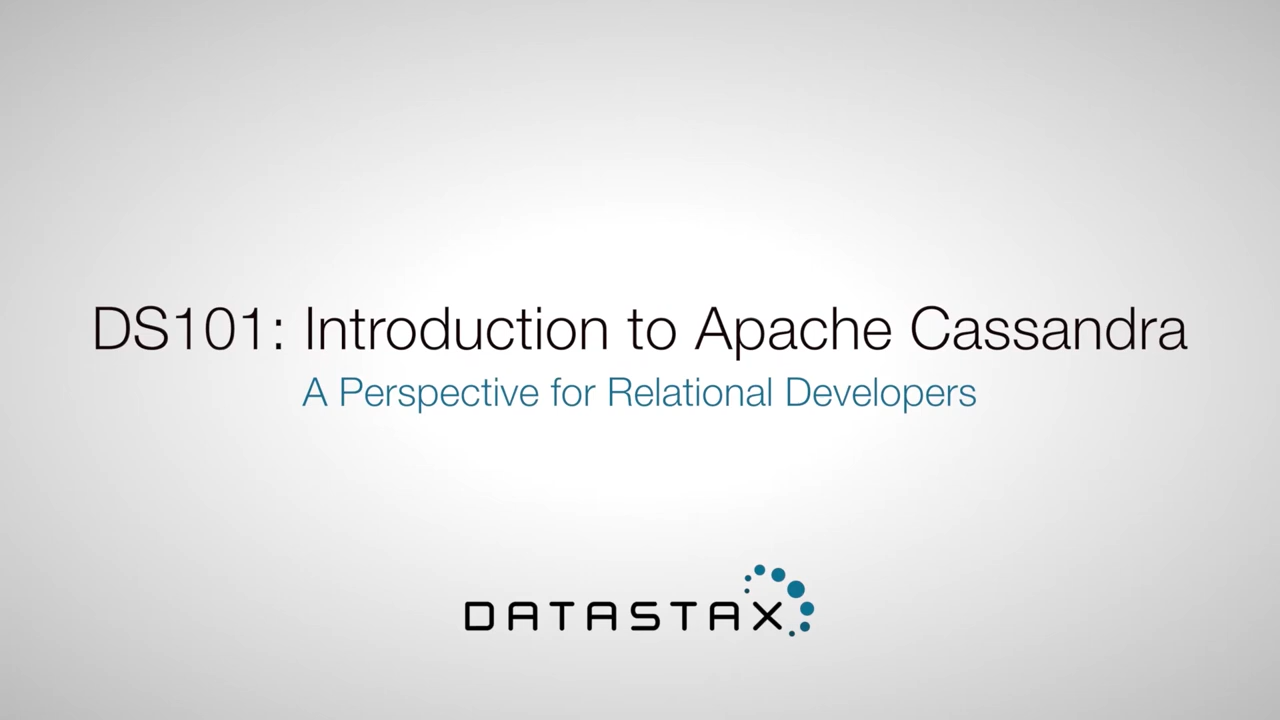 DS101: Introduction to Apache Cassandra
A Perspective for Relational Developers
DATASTAX